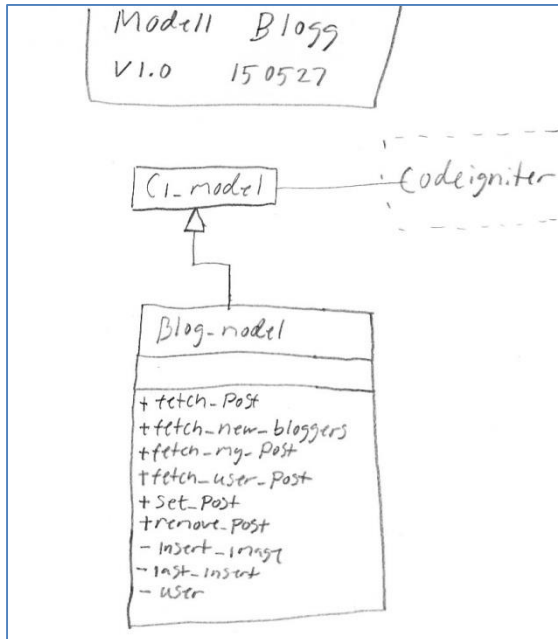 Modell Blogg
V1.0 150527
CI_model
Codeigniter
Blog_model
+ fetch_Post
+ fetch_new_bloggers
+ fetch_my_Post
+ fetch_user_Post
+ set_Post
+ remove_Post
- insert_image
- last_insert
- user